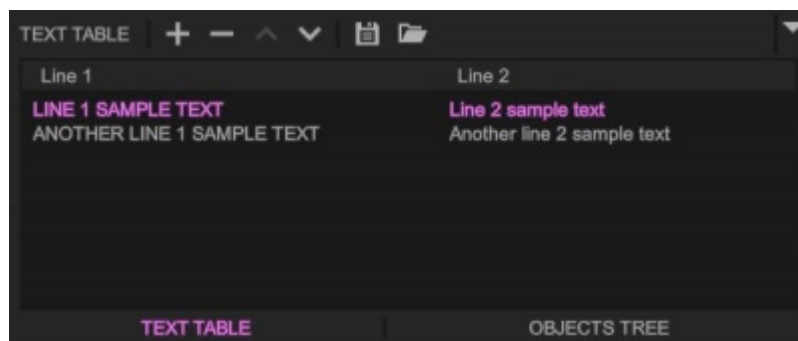 TEXT TABLE
Line 1 Line 2
LINE 1 SAMPLE TEXT Line 2 sample text
ANOTHER LINE 1 SAMPLE TEXT Another line 2 sample text
TEXT TABLE OBJECTS TREE